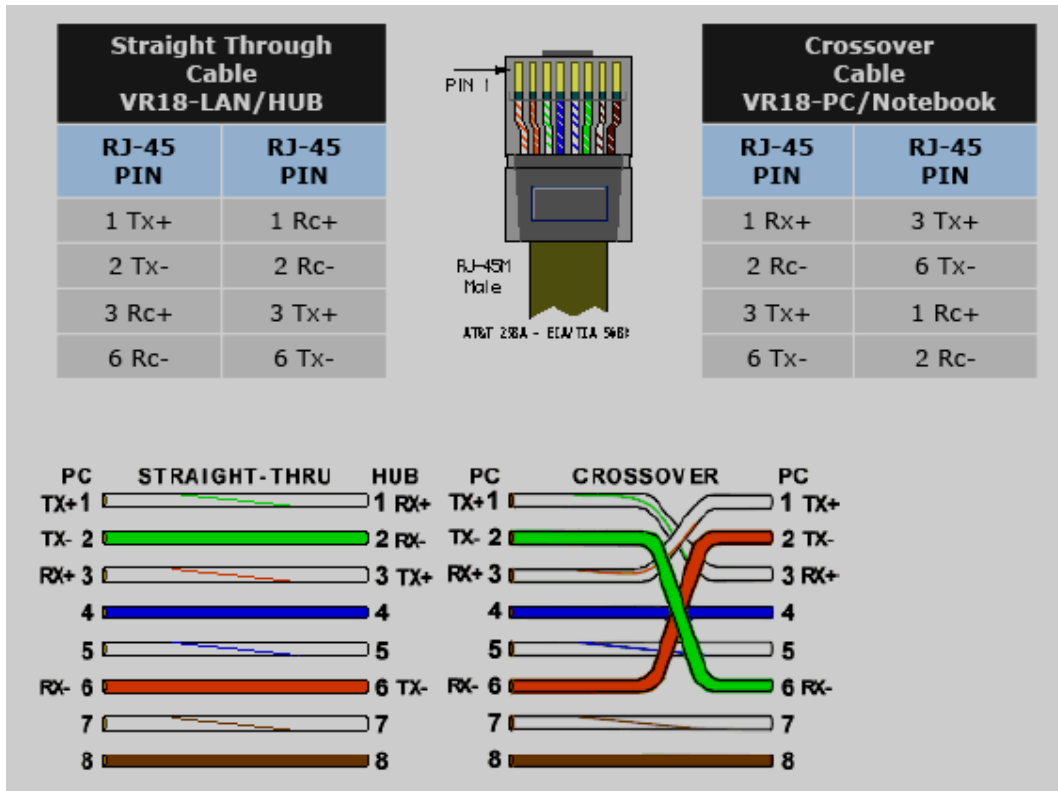 Straight Through
Cable
VR18-LAN/HUB
RJ-45 PIN RJ-45 PIN
1 Tx+ 1 Rc+
2 Tx- 2 Rc-
3 Rc+ 3 Tx+
6 Rc- 6 Tx-
PIN 1
RJ-45M
Male
AT&T 258A - EIA/TIA
Crossover
Cable
VR18-PC/Notebook
RJ-45 PIN RJ-45 PIN
1 Rx+ 3 Tx+
2 Rc- 6 Tx-
3 Tx+ 1 Rc+
6 Tx- 2 Rc-
PC STRAIGHT-THRU HUB
TX+ 1 1 RX+
TX- 2 2 RX-
RX+ 3 3 TX+
4 4
5 5
RX- 6 6 TX-
7 7
8 8
PC CROSSOVER PC
TX+ 1 1 TX+
TX- 2 2 TX-
RX+ 3 3 RX+
4 4
5 5
RX- 6 6 RX-
7 7
8 8